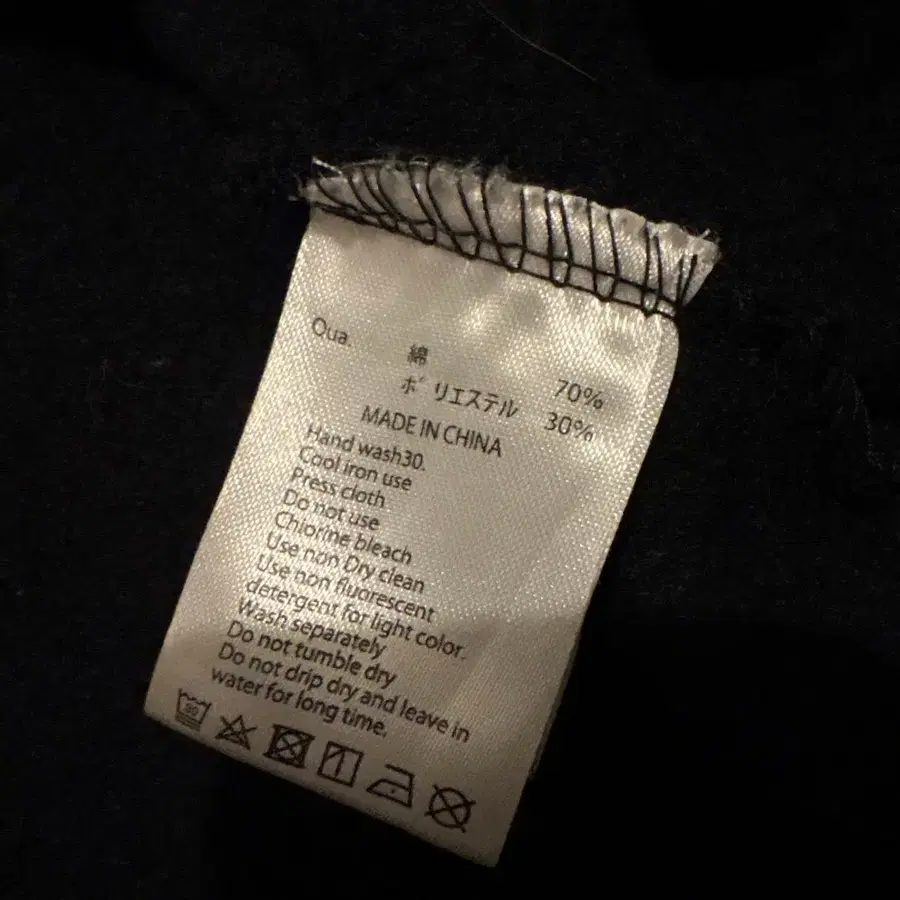 Qua.
綿 70%
ポリエステル 30%
MADE IN CHINA
Hand wash30.
Cool iron use
Press cloth
Do not use
Chlorine bleach
Use non Dry clean
Use non fluorescent
detergent for light color.
Wash separately
Do not tumble dry
Do not drip dry and leave in
water for long time.
30